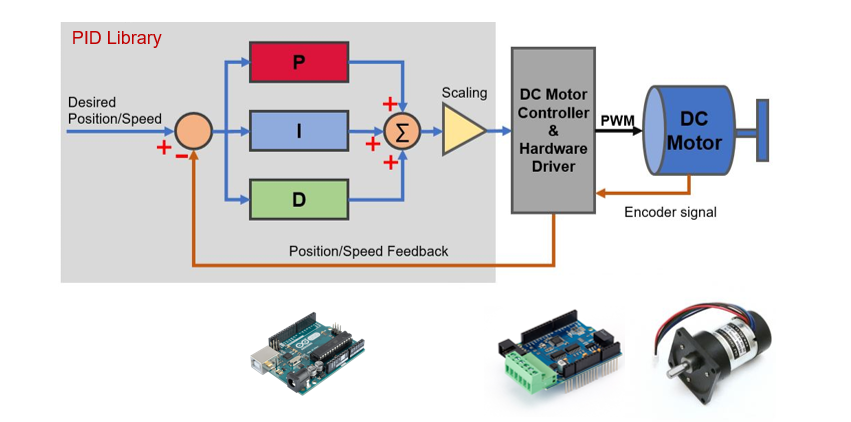 PID Library
P
Desired
Position/Speed
I
Σ
Scaling
DC Motor
Controller
&
Hardware
Driver
PWM
DC
Motor
D
Encoder signal
Position/Speed Feedback